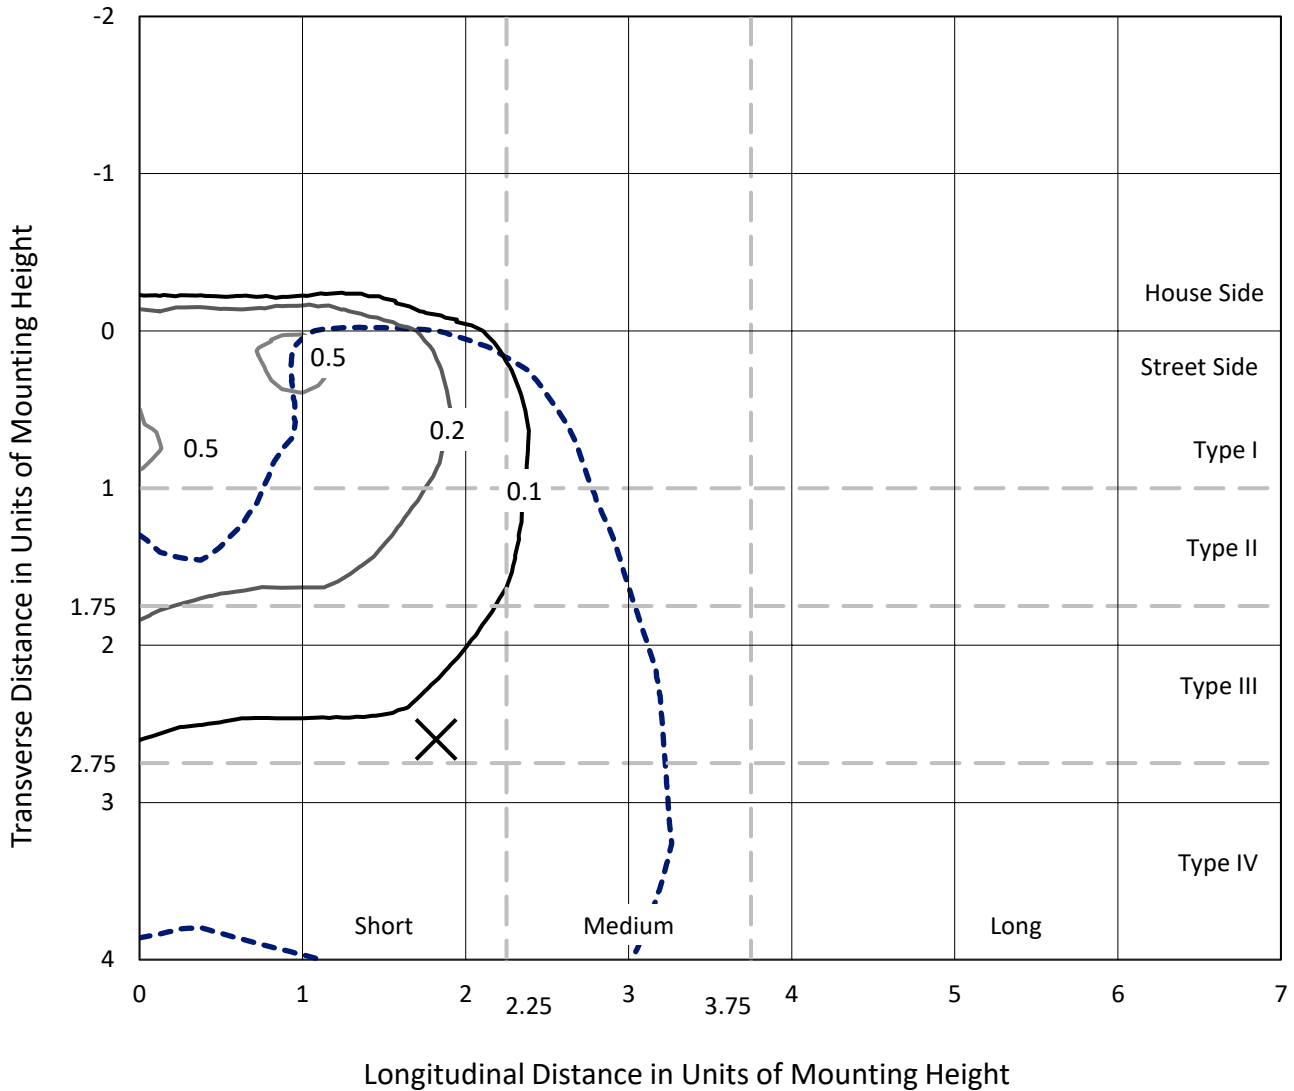 -2
-1
House Side
0
0.5
Street Side
0.2
0.5
Type I
1
0.1
Type II
1.75
2
Type III
2.75
3
Type IV
Short
Medium
Long
4
0
1
2
2.25
3
3.75
4
5
6
7
Transverse Distance in Units of Mounting Height
Longitudinal Distance in Units of Mounting Height